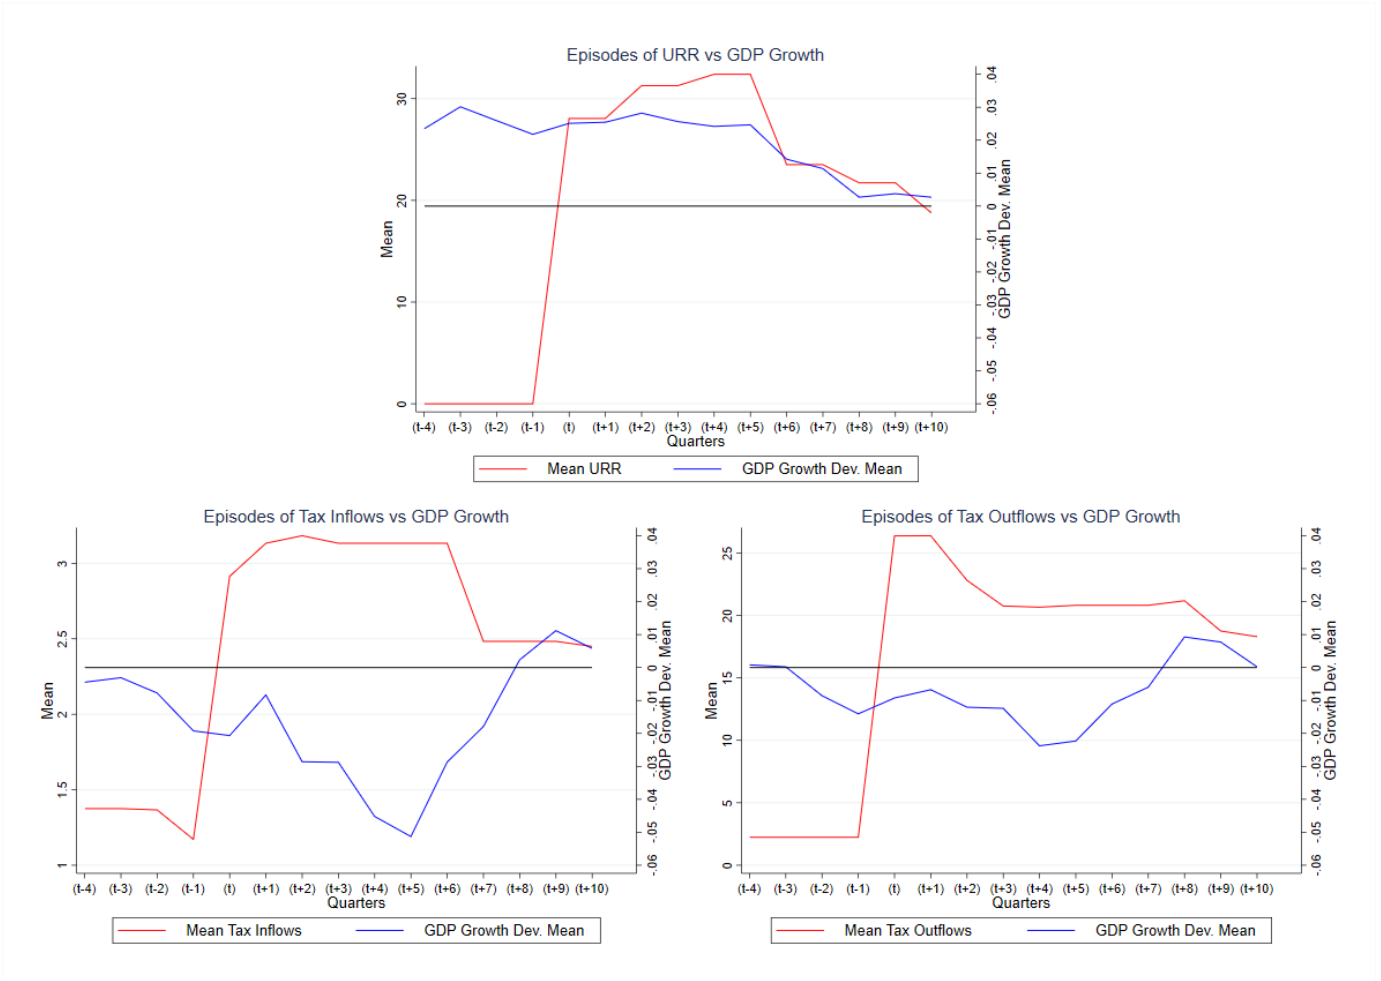 Episodes of URR vs GDP Growth
30
20
10
0
Mean
.04
.03
.02
.01
0
-.01
-.02
-.03
-.04
-.05
-.06
GDP Growth Dev. Mean
(t-4) (t-3) (t-2) (t-1) (t) (t+1) (t+2) (t+3) (t+4) (t+5) (t+6) (t+7) (t+8) (t+9) (t+10)
Quarters
Mean URR GDP Growth Dev. Mean
Episodes of Tax Inflows vs GDP Growth
3
2.5
2
1.5
1
Mean
.04
.03
.02
.01
0
-.01
-.02
-.03
-.04
-.05
-.06
GDP Growth Dev. Mean
(t-4) (t-3) (t-2) (t-1) (t) (t+1) (t+2) (t+3) (t+4) (t+5) (t+6) (t+7) (t+8) (t+9) (t+10)
Quarters
Mean Tax Inflows GDP Growth Dev. Mean
Episodes of Tax Outflows vs GDP Growth
25
20
15
10
5
0
Mean
.04
.03
.02
.01
0
-.01
-.02
-.03
-.04
-.05
-.06
GDP Growth Dev. Mean
(t-4) (t-3) (t-2) (t-1) (t) (t+1) (t+2) (t+3) (t+4) (t+5) (t+6) (t+7) (t+8) (t+9) (t+10)
Quarters
Mean Tax Outflows GDP Growth Dev. Mean